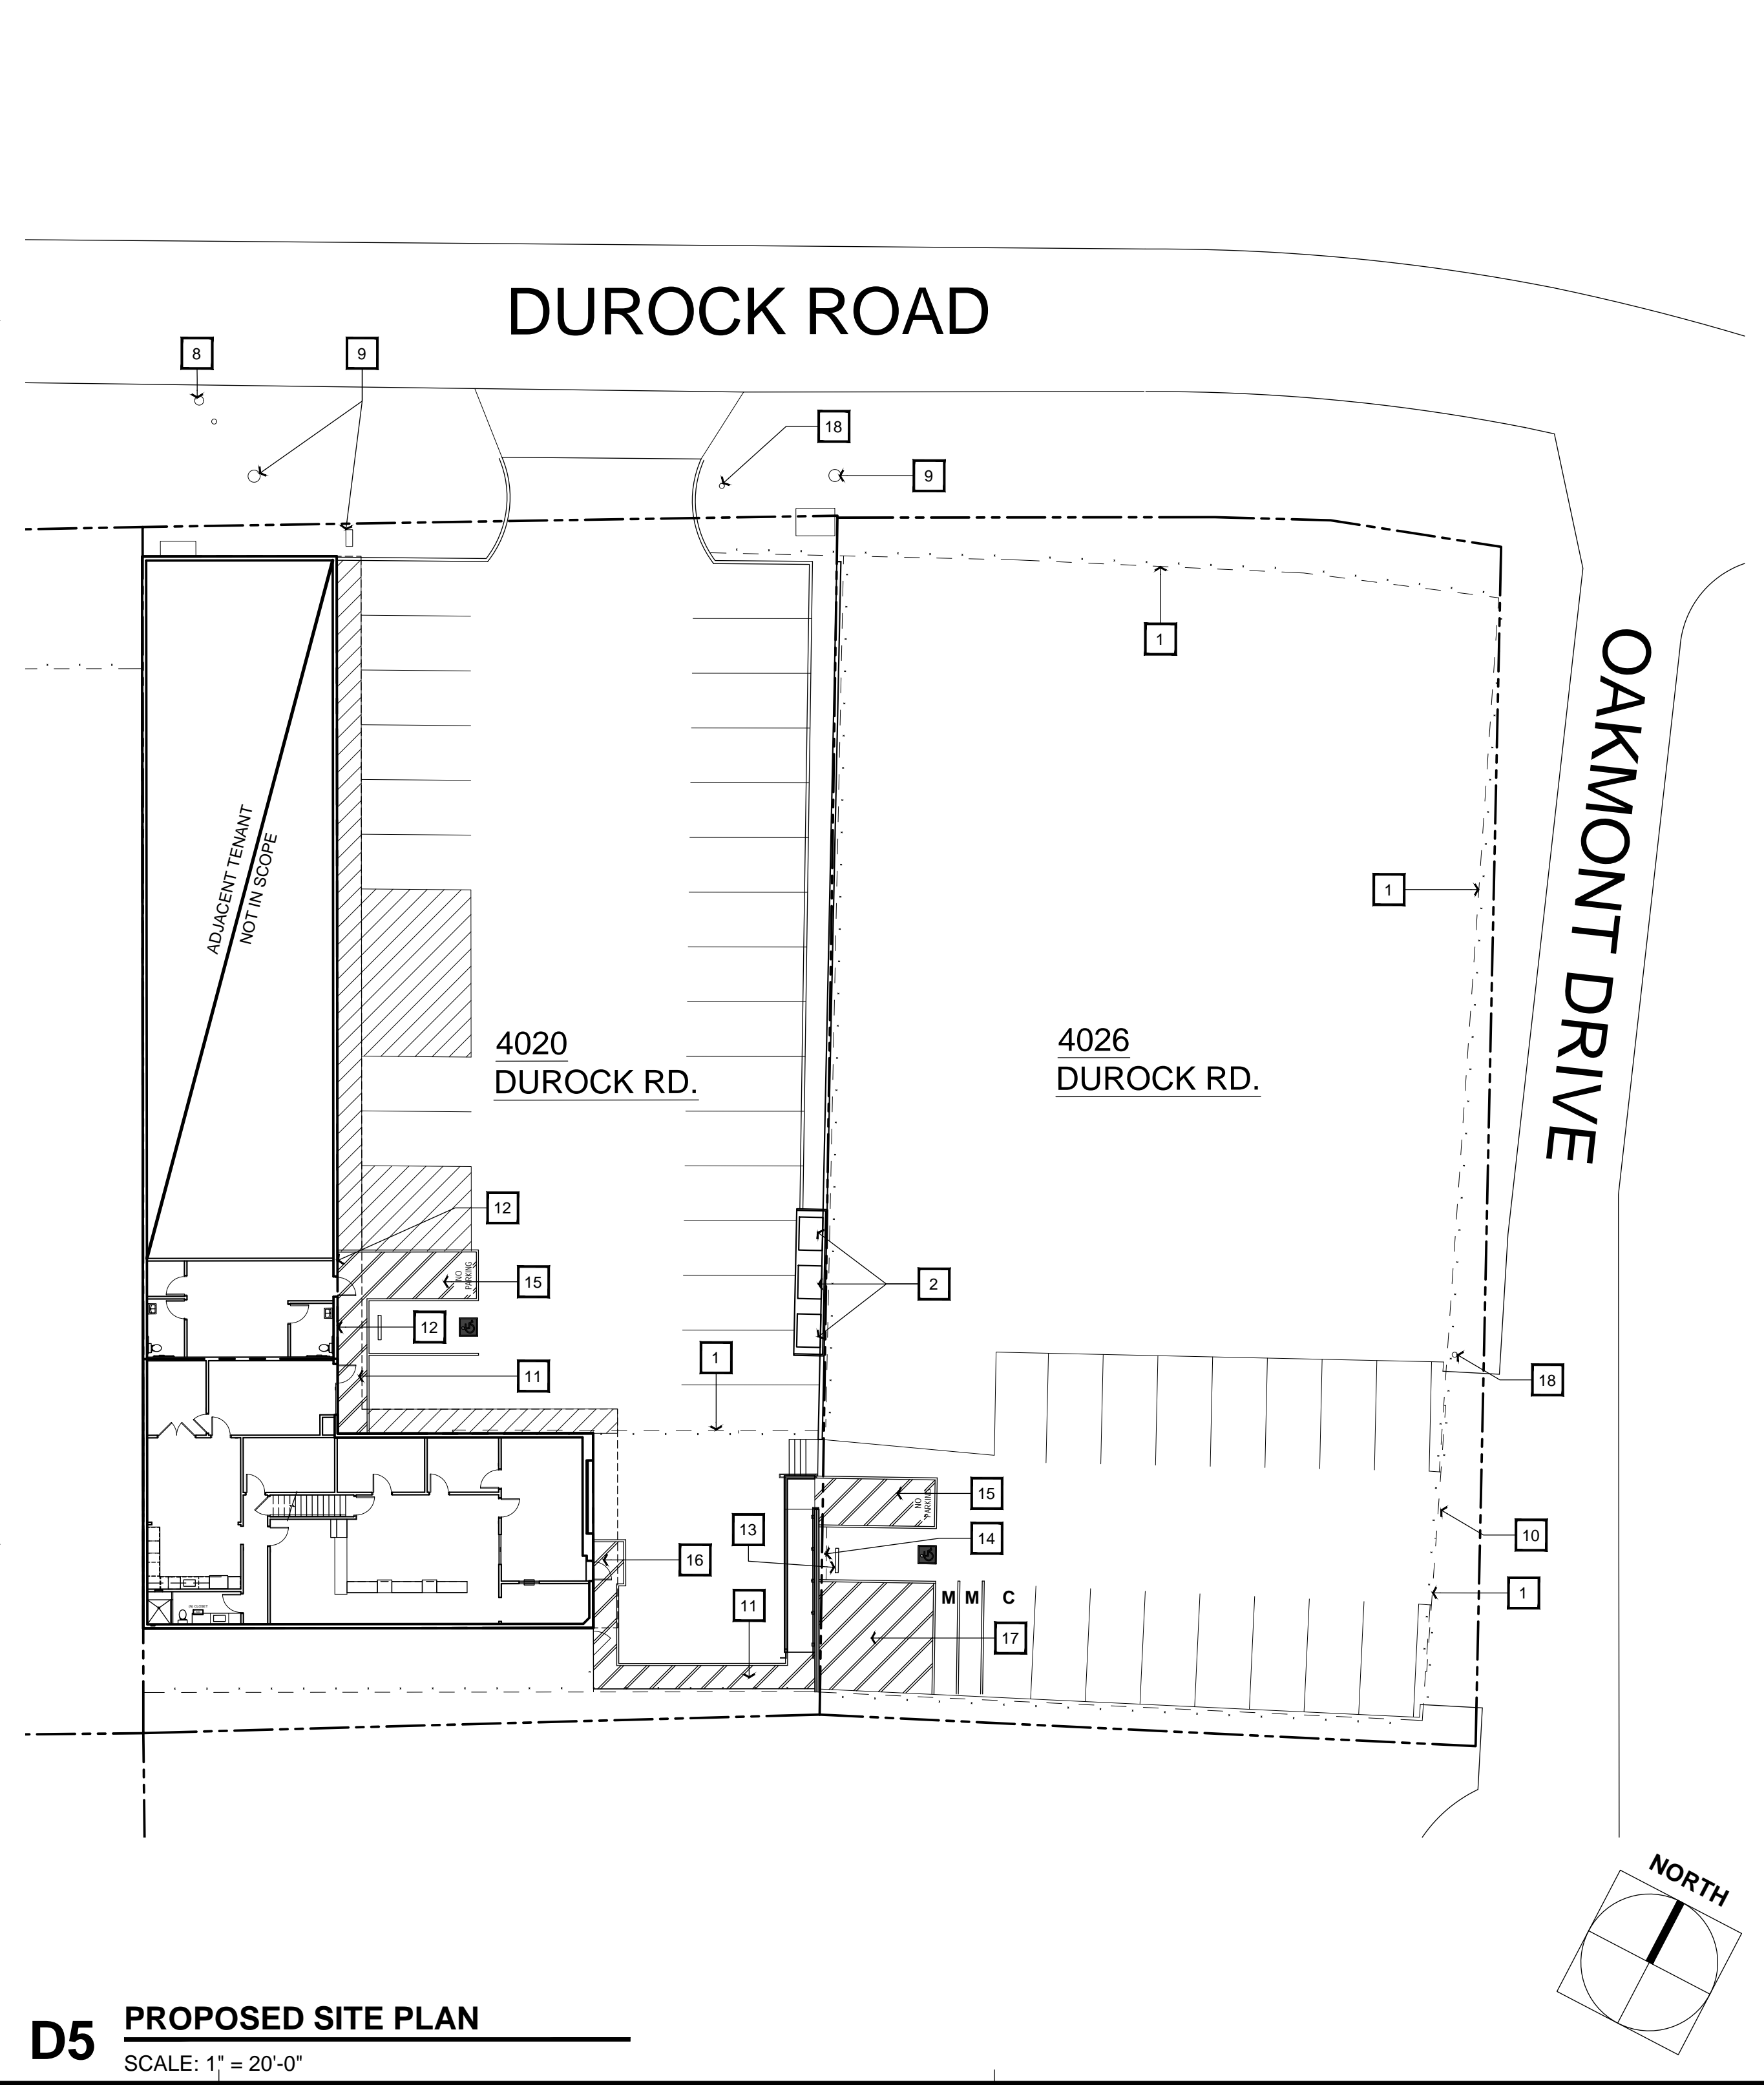 DUROCK ROAD
8
9
18
9
1
OAKMONT DRIVE
ADJACENT TENANT
NOT IN SCOPE
1
4020
DUROCK RD.
4026
DUROCK RD.
12
NO
PARKING
15
2
12
1
11
18
NO
PARKING
15
13
14
10
16
M M C
1
11
17
NORTH
D5
PROPOSED SITE PLAN
SCALE: 1" = 20'-0"